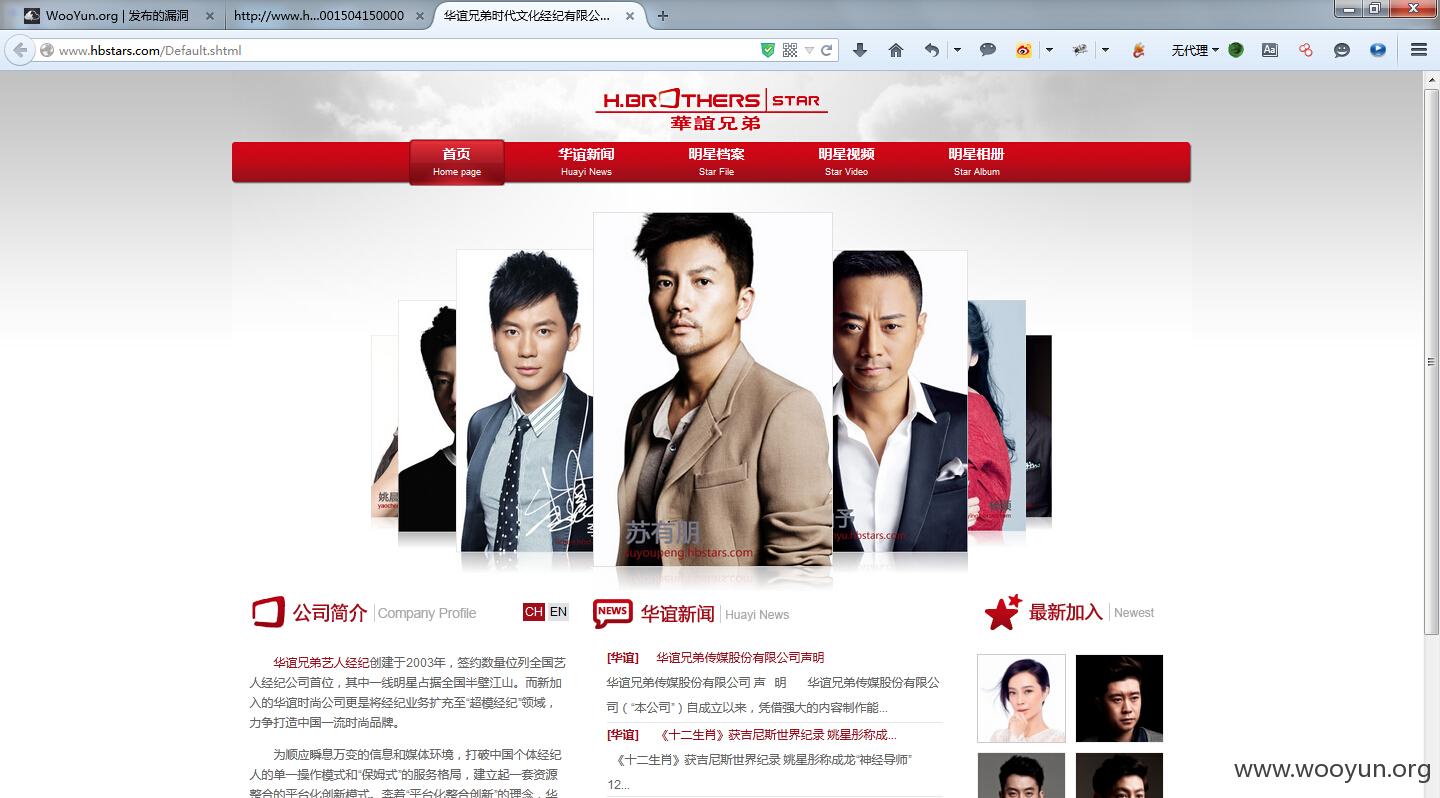 WooYun.org | 发布的漏洞
http://www.h...001504150000
华谊兄弟时代文化经纪有限公...
www.hbstars.com/Default.shtml
无代理
H.BROTHERS STAR
華誼兄弟
首页
Home page
华谊新闻
Huayi News
明星档案
Star File
明星视频
Star Video
明星相册
Star Album
姚晨
苏有朋
suyoupeng.hbstars.com
予
公司简介 Company Profile
CH EN
NEWS 华谊新闻 Huayi News
最新加入 Newest
华谊兄弟艺人经纪创建于2003年，签约数量位列全国艺
人经纪公司首位，其中一线明星占据全国半壁江山。而新加
入的华谊时尚公司更是将经纪业务扩充至“超模经纪”领域，
力争打造中国一流时尚品牌。
为顺应瞬息万变的信息和媒体环境，打破中国个体经纪
人的单一操作模式和“保姆式”的服务格局，建立起一套资源
整合的平台化创新模式。奔着“平台化整合创新”的理念，华
[华谊] 华谊兄弟传媒股份有限公司声明
华谊兄弟传媒股份有限公司 声 明 华谊兄弟传媒股份有限公
司（“本公司”）自成立以来，凭借强大的内容制作能...
[华谊] 《十二生肖》获吉尼斯世界纪录 姚星彤称成...
《十二生肖》获吉尼斯世界纪录 姚星彤称成龙“神经导师”
12...
www.wooyun.org